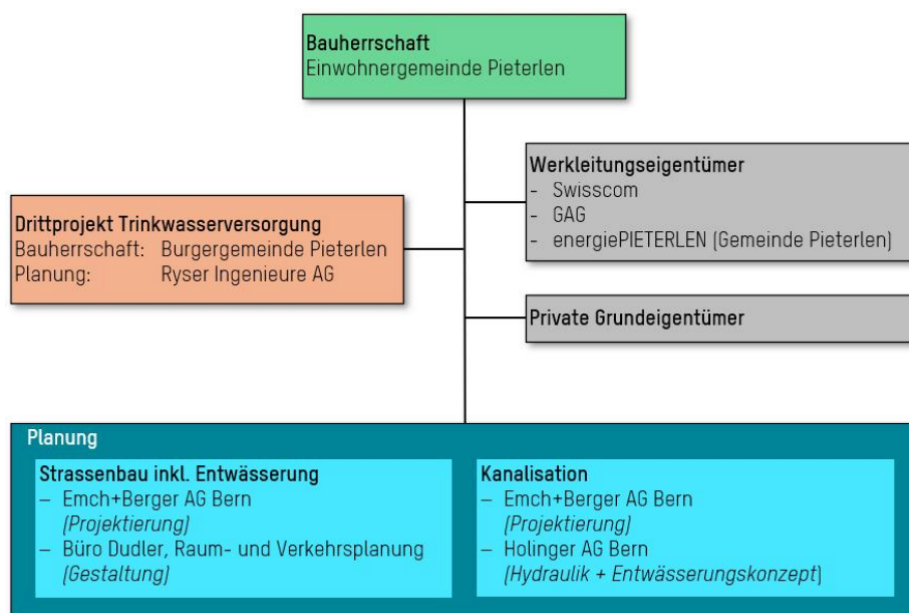 Bauherrschaft
Einwohnergemeinde Pieterlen
Werkleitungseigentümer
- Swisscom
- GAG
- energiePIETERLEN (Gemeinde Pieterlen)
Drittprojekt Trinkwasserversorgung
Bauherrschaft: Burgergemeinde Pieterlen
Planung: Ryser Ingenieure AG
Private Grundeigentümer
Planung
Strassenbau inkl. Entwässerung
– Emch+Berger AG Bern
(Projektierung)
– Büro Dudler, Raum- und Verkehrsplanung
(Gestaltung)
Kanalisation
– Emch+Berger AG Bern
(Projektierung)
– Holinger AG Bern
(Hydraulik + Entwässerungskonzept)